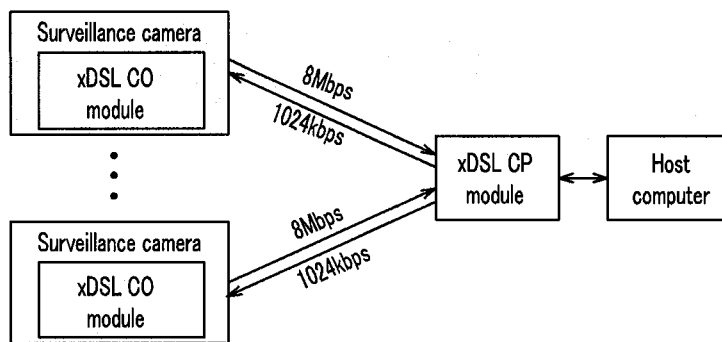 Surveillance camera
xDSL CO
module
8Mbps
1024kbps
xDSL CP
module
Host
computer
Surveillance camera
xDSL CO
module
8Mbps
1024kbps